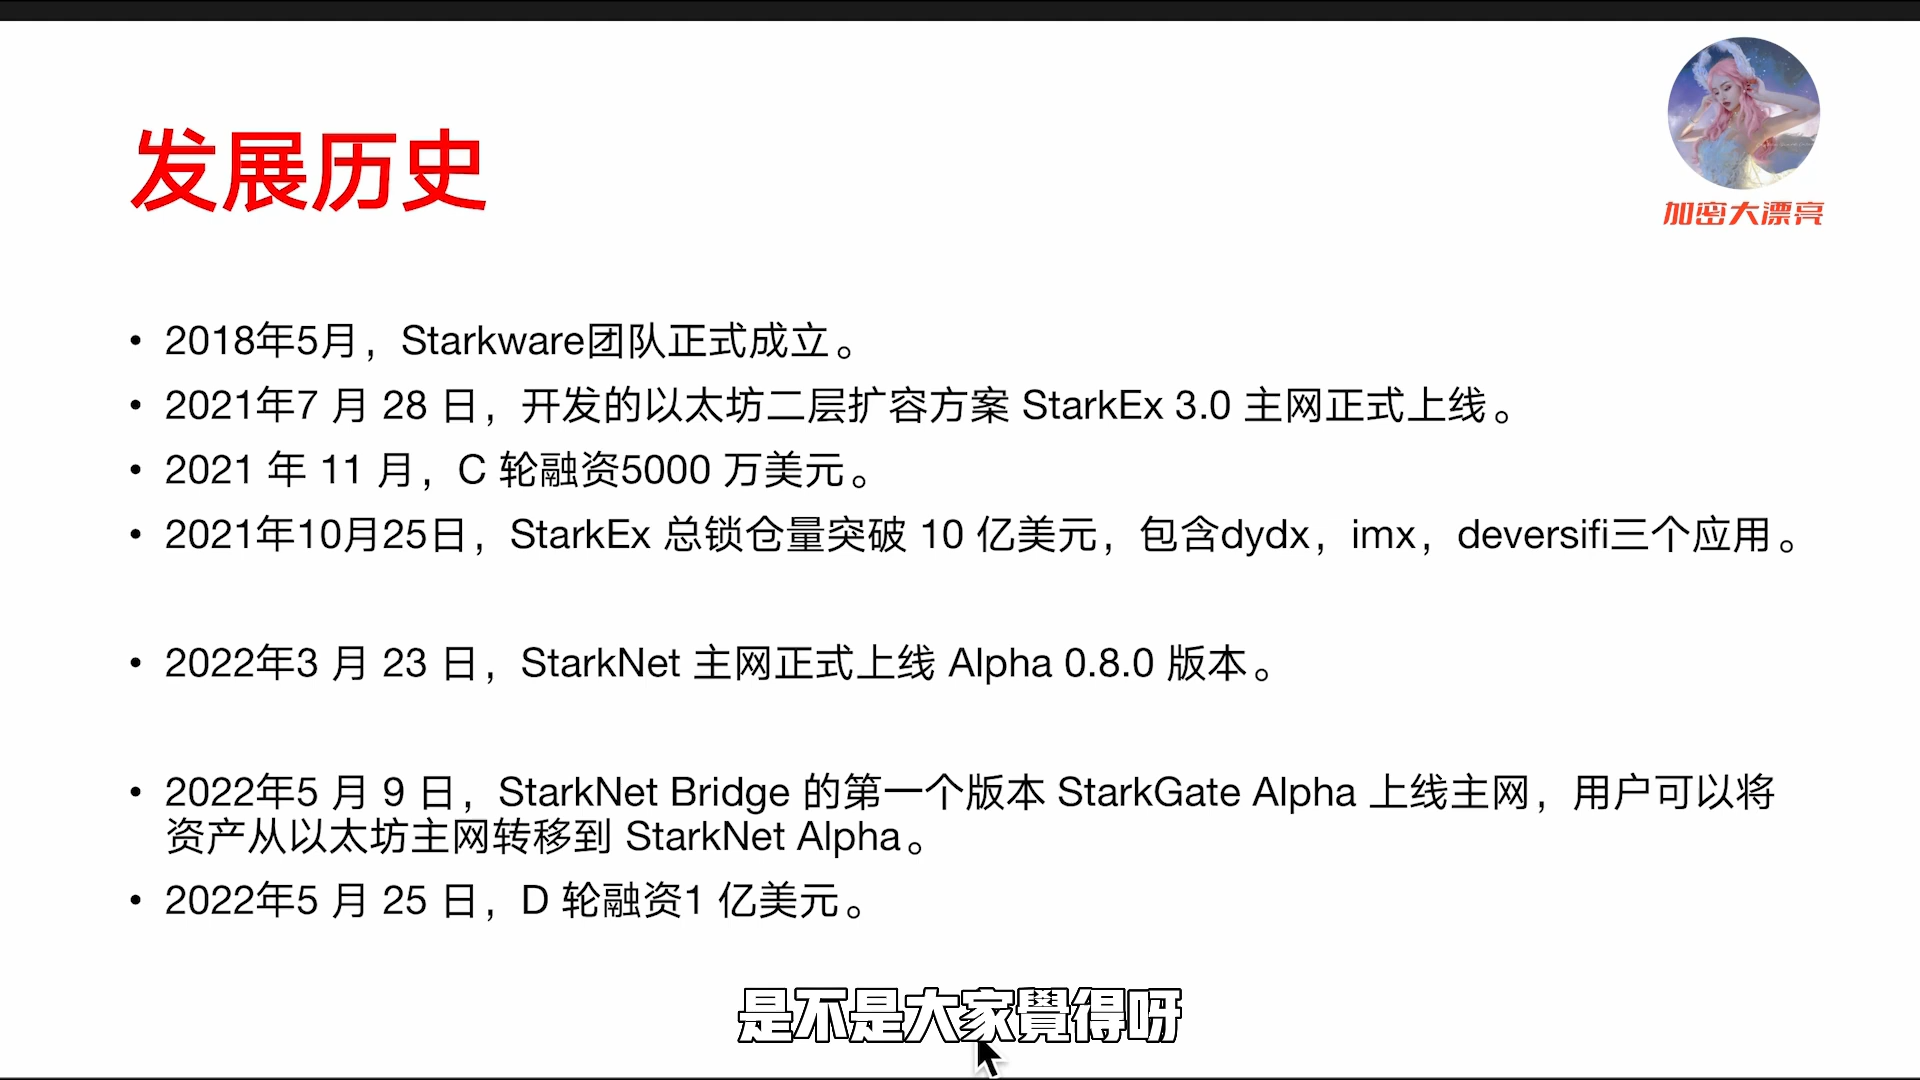 发展历史
加密大漂亮
• 2018年5月，Starkware团队正式成立。
• 2021年7 月 28 日，开发的以太坊二层扩容方案 StarkEx 3.0 主网正式上线。
• 2021 年 11 月，C 轮融资5000 万美元。
• 2021年10月25日，StarkEx 总锁仓量突破 10 亿美元，包含dydx，imx，deversifi三个应用。
• 2022年3 月 23 日，StarkNet 主网正式上线 Alpha 0.8.0 版本。
• 2022年5 月 9 日，StarkNet Bridge 的第一个版本 StarkGate Alpha 上线主网，用户可以将
资产从以太坊主网转移到 StarkNet Alpha。
• 2022年5 月 25 日，D 轮融资1 亿美元。
是不是大家覺得呀